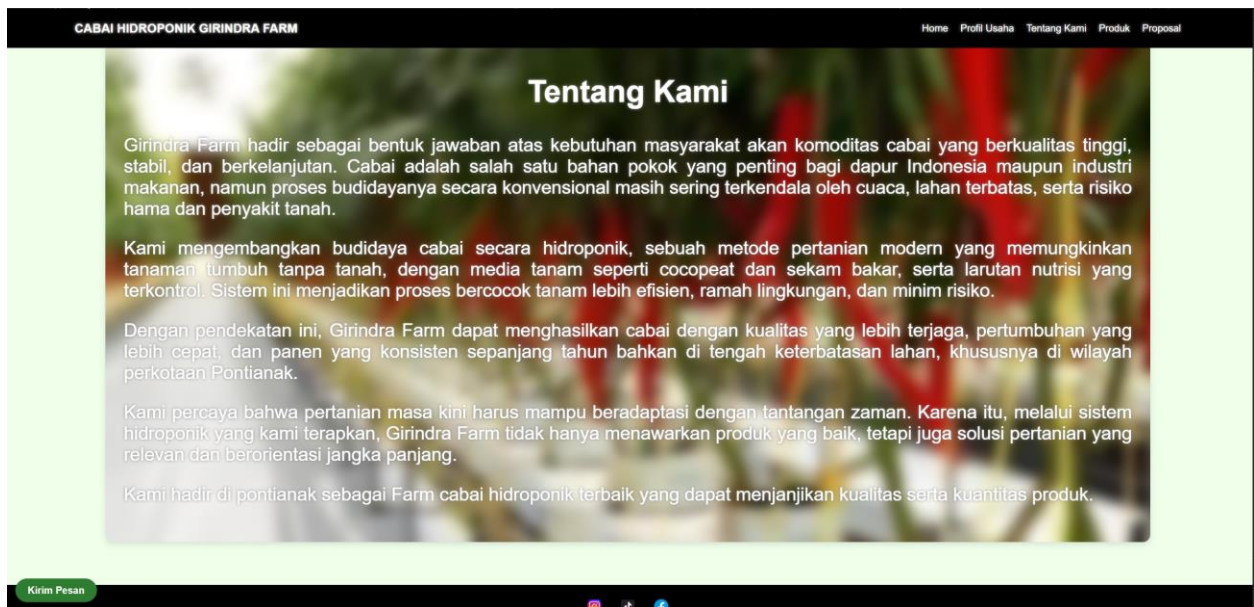 CABAI HIDROPONIK GIRINDRA FARM
Home Profil Usaha Tentang Kami Produk Proposal
Tentang Kami
Girindra Farm hadir sebagai bentuk jawaban atas kebutuhan masyarakat akan komoditas cabai yang berkualitas tinggi,
stabil, dan berkelanjutan. Cabai adalah salah satu bahan pokok yang penting bagi dapur Indonesia maupun industri
makanan, namun proses budidayanya secara konvensional masih sering terkendala oleh cuaca, lahan terbatas, serta risiko
hama dan penyakit tanah.
Kami mengembangkan budidaya cabai secara hidroponik, sebuah metode pertanian modern yang memungkinkan
tanaman tumbuh tanpa tanah, dengan media tanam seperti cocopeat dan sekam bakar, serta larutan nutrisi yang
terkontrol. Sistem ini menjadikan proses bercocok tanam lebih efisien, ramah lingkungan, dan minim risiko.
Dengan pendekatan ini, Girindra Farm dapat menghasilkan cabai dengan kualitas yang lebih terjaga, pertumbuhan yang
lebih cepat, dan panen yang konsisten sepanjang tahun bahkan di tengah keterbatasan lahan, khususnya di wilayah
perkotaan Pontianak.
Kami percaya bahwa pertanian masa kini harus mampu beradaptasi dengan tantangan zaman. Karena itu, melalui sistem
hidroponik yang kami terapkan, Girindra Farm tidak hanya menawarkan produk yang baik, tetapi juga solusi pertanian yang
relevan dan berorientasi jangka panjang.
Kami hadir di pontianak sebagai Farm cabai hidroponik terbaik yang dapat menjanjikan kualitas serta kuantitas produk.
Kirim Pesan